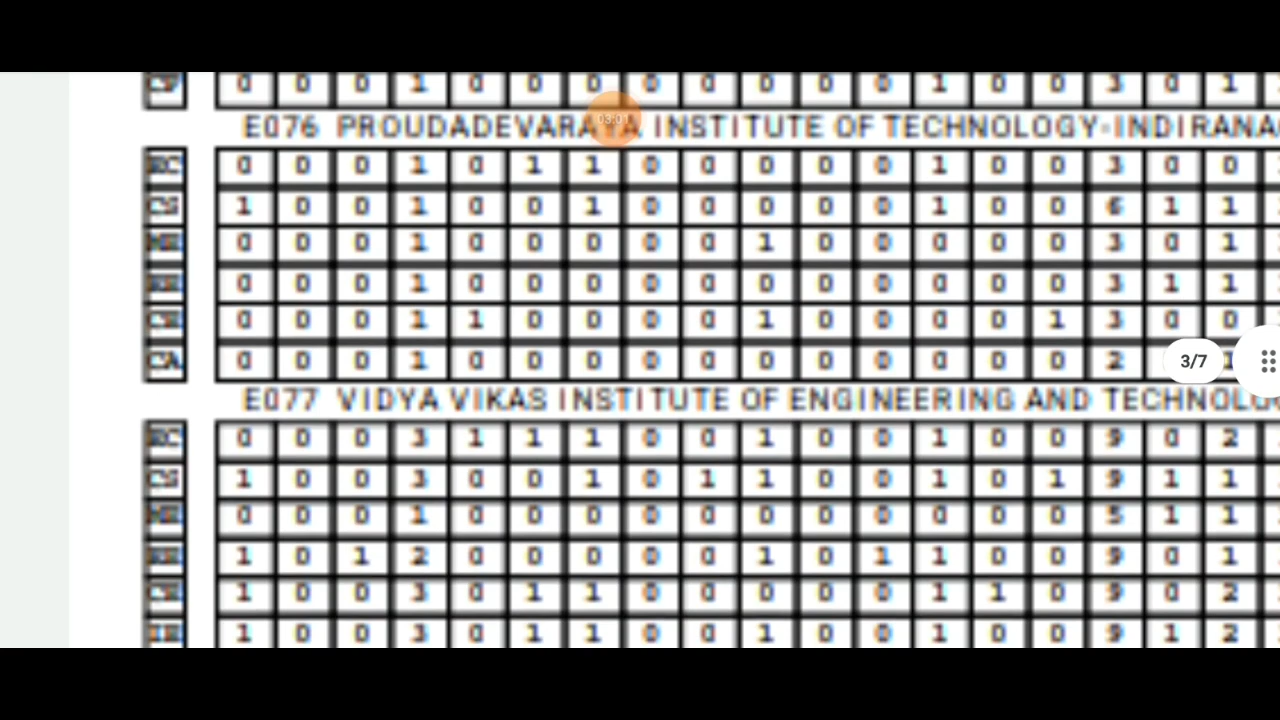 0 0 0 1 0 0 0 0 0 0 0 0 1 0 0 3 0 1
03:01
E076 PROUDADEVARAYA INSTITUTE OF TECHNOLOGY-INDIRANA
EC 0 0 0 1 0 1 1 0 0 0 0 0 1 0 0 3 0 0
CS 1 0 0 1 0 0 1 0 0 0 0 0 1 0 0 6 1 1
ME 0 0 0 1 0 0 0 0 0 1 0 0 0 0 0 3 0 1
EE 0 0 0 1 0 0 0 0 0 0 0 0 0 0 0 3 1 1
0 0 0 1 1 0 0 0 0 1 0 0 0 0 1 3 0 0
CA 0 0 0 1 0 0 0 0 0 0 0 0 0 0 0 2
3/7
E077 VIDYA VIKAS INSTITUTE OF ENGINEERING AND TECHNOLO
EC 0 0 0 3 1 1 1 0 0 1 0 0 1 0 0 9 0 2
CS 1 0 0 3 0 0 1 0 1 1 0 0 1 0 1 9 1 1
ME 0 0 0 1 0 0 0 0 0 0 0 0 0 0 0 5 1 1
EE 1 0 1 2 0 0 0 0 0 1 0 1 1 0 0 9 0 1
1 0 0 3 0 1 1 0 0 0 0 0 1 1 0 9 0 2
1 0 0 3 0 1 1 0 0 1 0 0 1 0 0 9 1 2